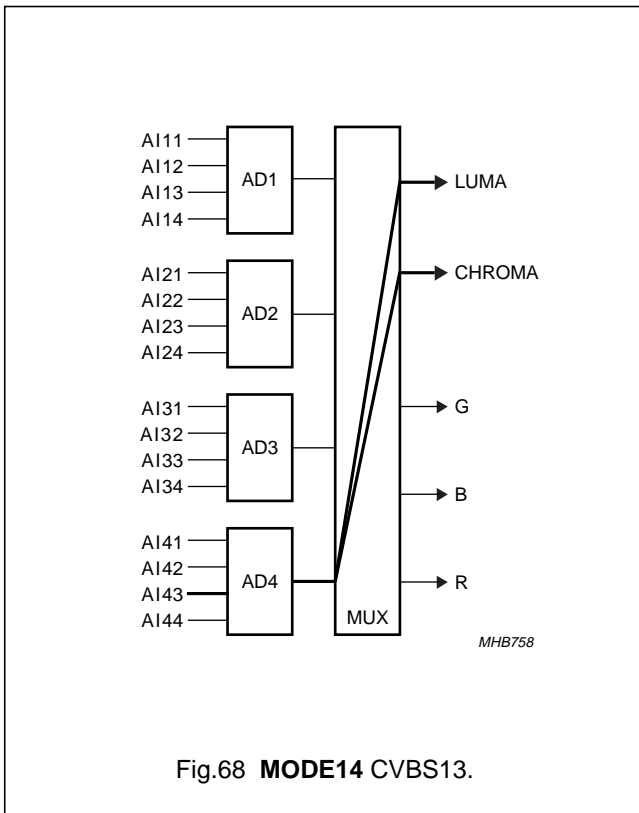 AI11
AI12
AI13
AI14
AD1
AI21
AI22
AI23
AI24
AD2
AI31
AI32
AI33
AI34
AD3
AI41
AI42
AI43
AI44
AD4
MUX
LUMA
CHROMA
G
B
R
MHB758
Fig.68 MODE14 CVBS13.